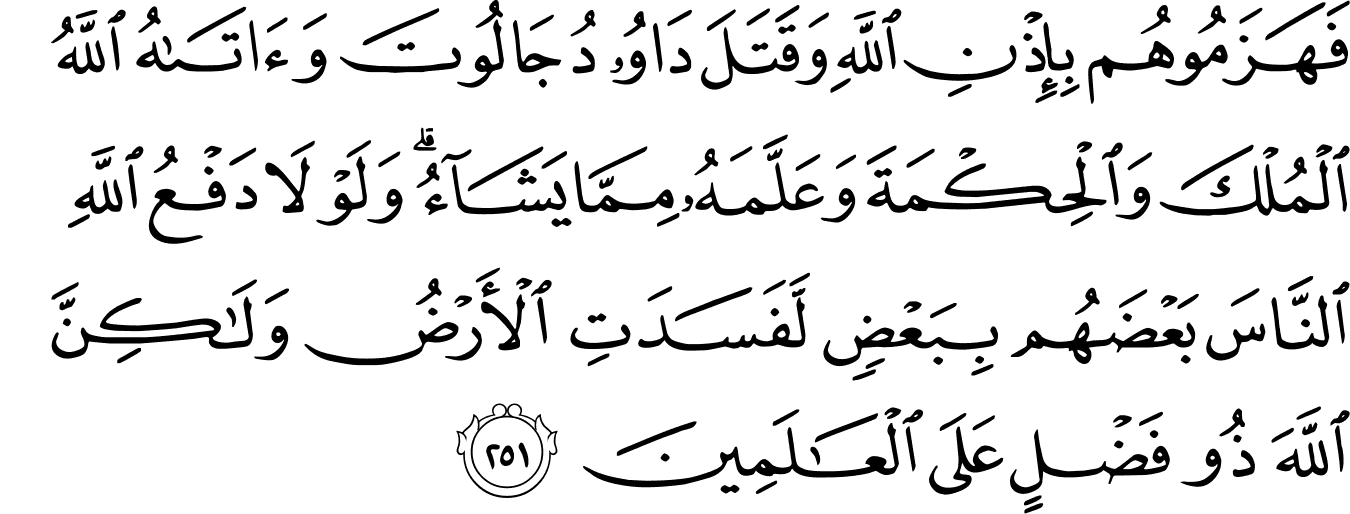 فَهَزَمُوهُم بِإِذْنِ ٱللَّهِ وَقَتَلَ دَاوُۥدُ جَالُوتَ وَءَاتَىٰهُ ٱللَّهُ
ٱلْمُلْكَ وَٱلْحِكْمَةَ وَعَلَّمَهُۥ مِمَّا يَشَآءُ ۗ وَلَوْلَا دَفْعُ ٱللَّهِ
ٱلنَّاسَ بَعْضَهُم بِبَعْضٍ لَّفَسَدَتِ ٱلْأَرْضُ وَلَٰكِنَّ
ٱللَّهَ ذُو فَضْلٍ عَلَى ٱلْعَٰلَمِينَ ٢٥١